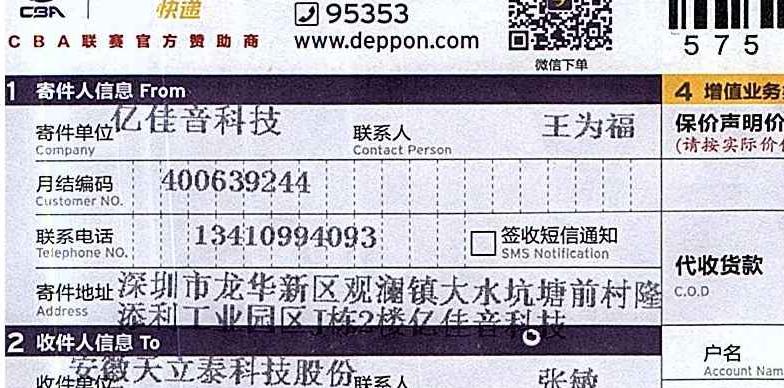 CBA 快递 95353
CBA联赛官方赞助商 www.deppon.com
微信下单
575
1 寄件人信息 From
4 增值业务
寄件单位 亿佳音科技 联系人 王为福
Company Contact Person
保价声明价
(请按实际价
月结编码 400639244
Customer NO.
联系电话 13410994093 签收短信通知
Telephone NO. SMS Notification
代收货款
C.O.D
寄件地址 深圳市龙华新区观澜镇大水坑塘前村隆
Address 添利工业园区J栋2楼亿佳音科技
2 收件人信息 To
户名
Account Nam
收件单位 安徽天立泰科技股份 联系人 张敏